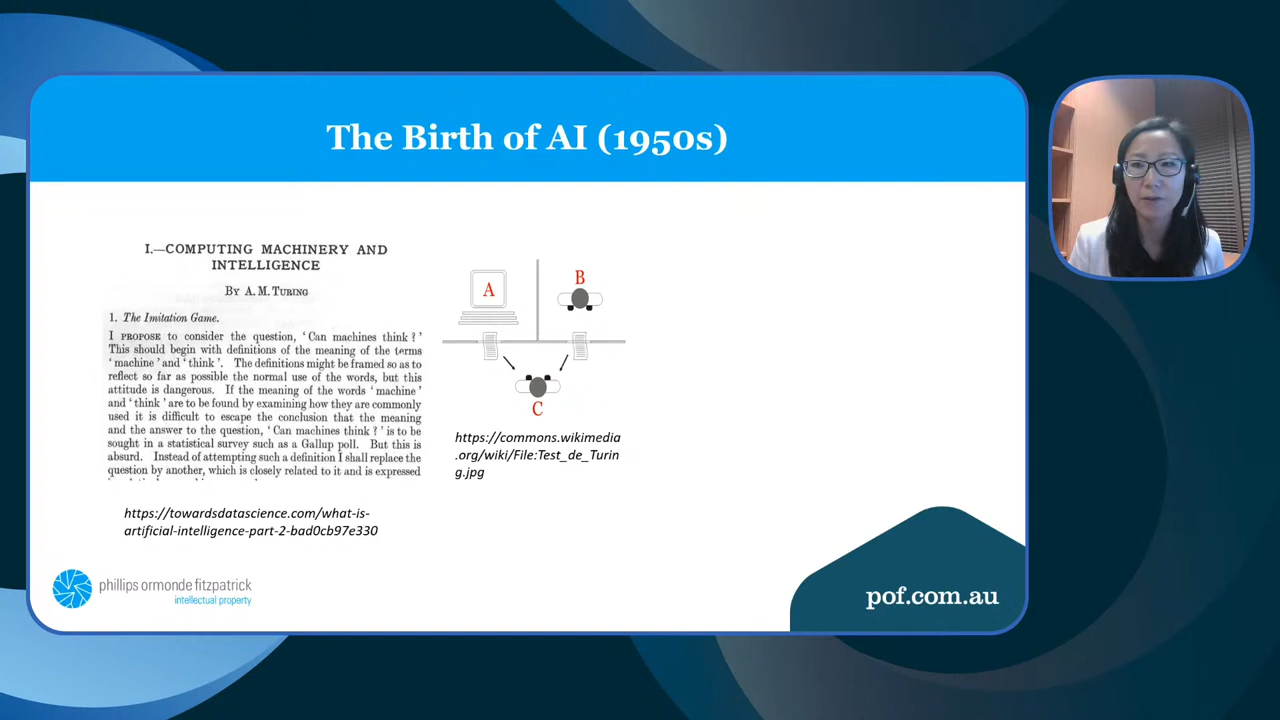 The Birth of AI (1950s)
I.—COMPUTING MACHINERY AND
INTELLIGENCE
By A. M. Turing
1. The Imitation Game.
I propose to consider the question, ‘Can machines think?’
This should begin with definitions of the meaning of the terms
‘machine’ and ‘think’. The definitions might be framed so as to
reflect so far as possible the normal use of the words, but this
attitude is dangerous. If the meaning of the words ‘machine’
and ‘think’ are to be found by examining how they are commonly
used it is difficult to escape the conclusion that the meaning
and the answer to the question, ‘Can machines think?’ is to be
sought in a statistical survey such as a Gallup poll. But this is
absurd. Instead of attempting such a definition I shall replace the
question by another, which is closely related to it and is expressed
https://towardsdatascience.com/what-is-
artificial-intelligence-part-2-bad0cb97e330
A
B
C
https://commons.wikimedia
.org/wiki/File:Test_de_Turin
g.jpg
phillips ormonde fitzpatrick
intellectual property
pof.com.au